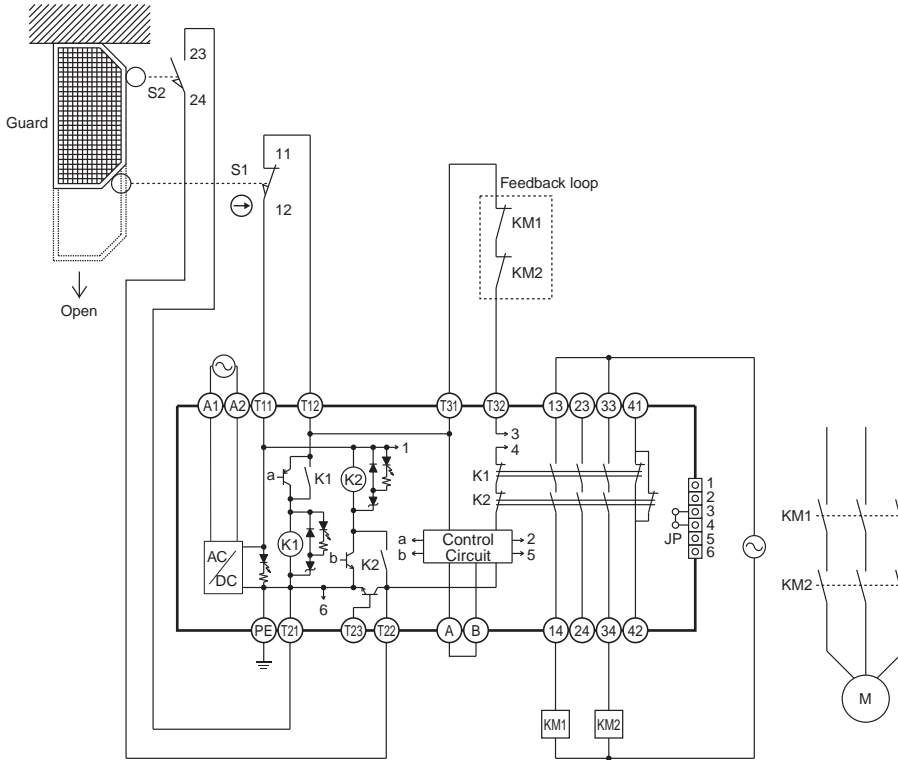 23
S2
24
Guard
11
S1
12
Feedback loop
KM1
KM2
Open
A1 A2 T11 T12 T31 T32 13 23 33 41
1
3
4
a
K1
K2
K1
K2
1
2
3
4
5
6
JP
KM1
K1
b
K2
a
b
Control
Circuit
2
5
AC
DC
6
KM2
PE T21 T23 T22 A B 14 24 34 42
KM1
KM2
M